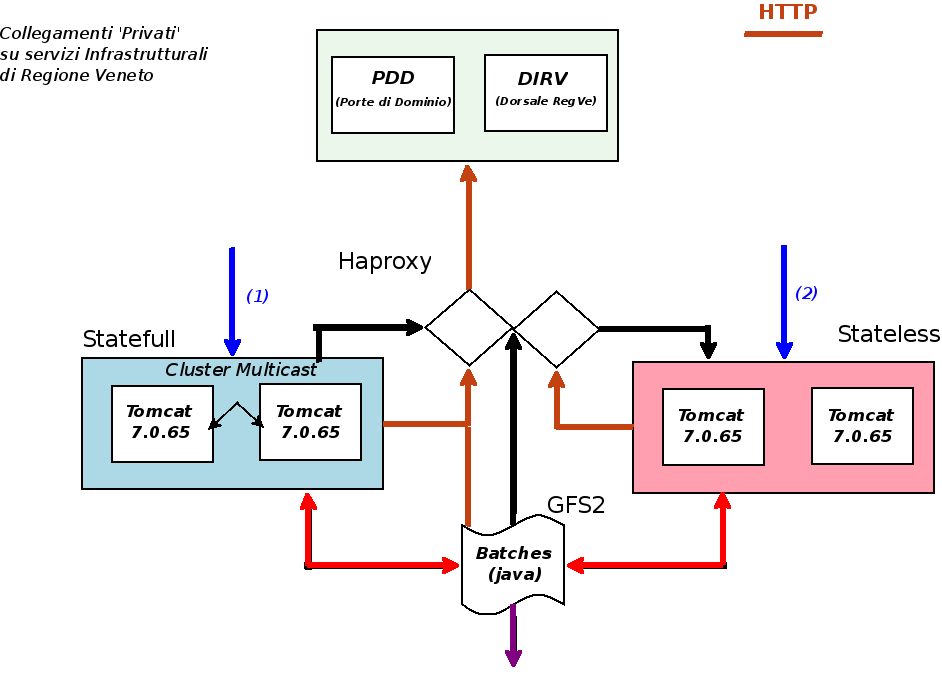 HTTP
Collegamenti 'Privati'
su servizi Infrastrutturali
di Regione Veneto
PDD
(Porte di Dominio)
DIRV
(Dorsale RegVe)
Haproxy
(1)
(2)
Statefull
Stateless
Cluster Multicast
Tomcat
7.0.65
Tomcat
7.0.65
Tomcat
7.0.65
Tomcat
7.0.65
GFS2
Batches
(java)